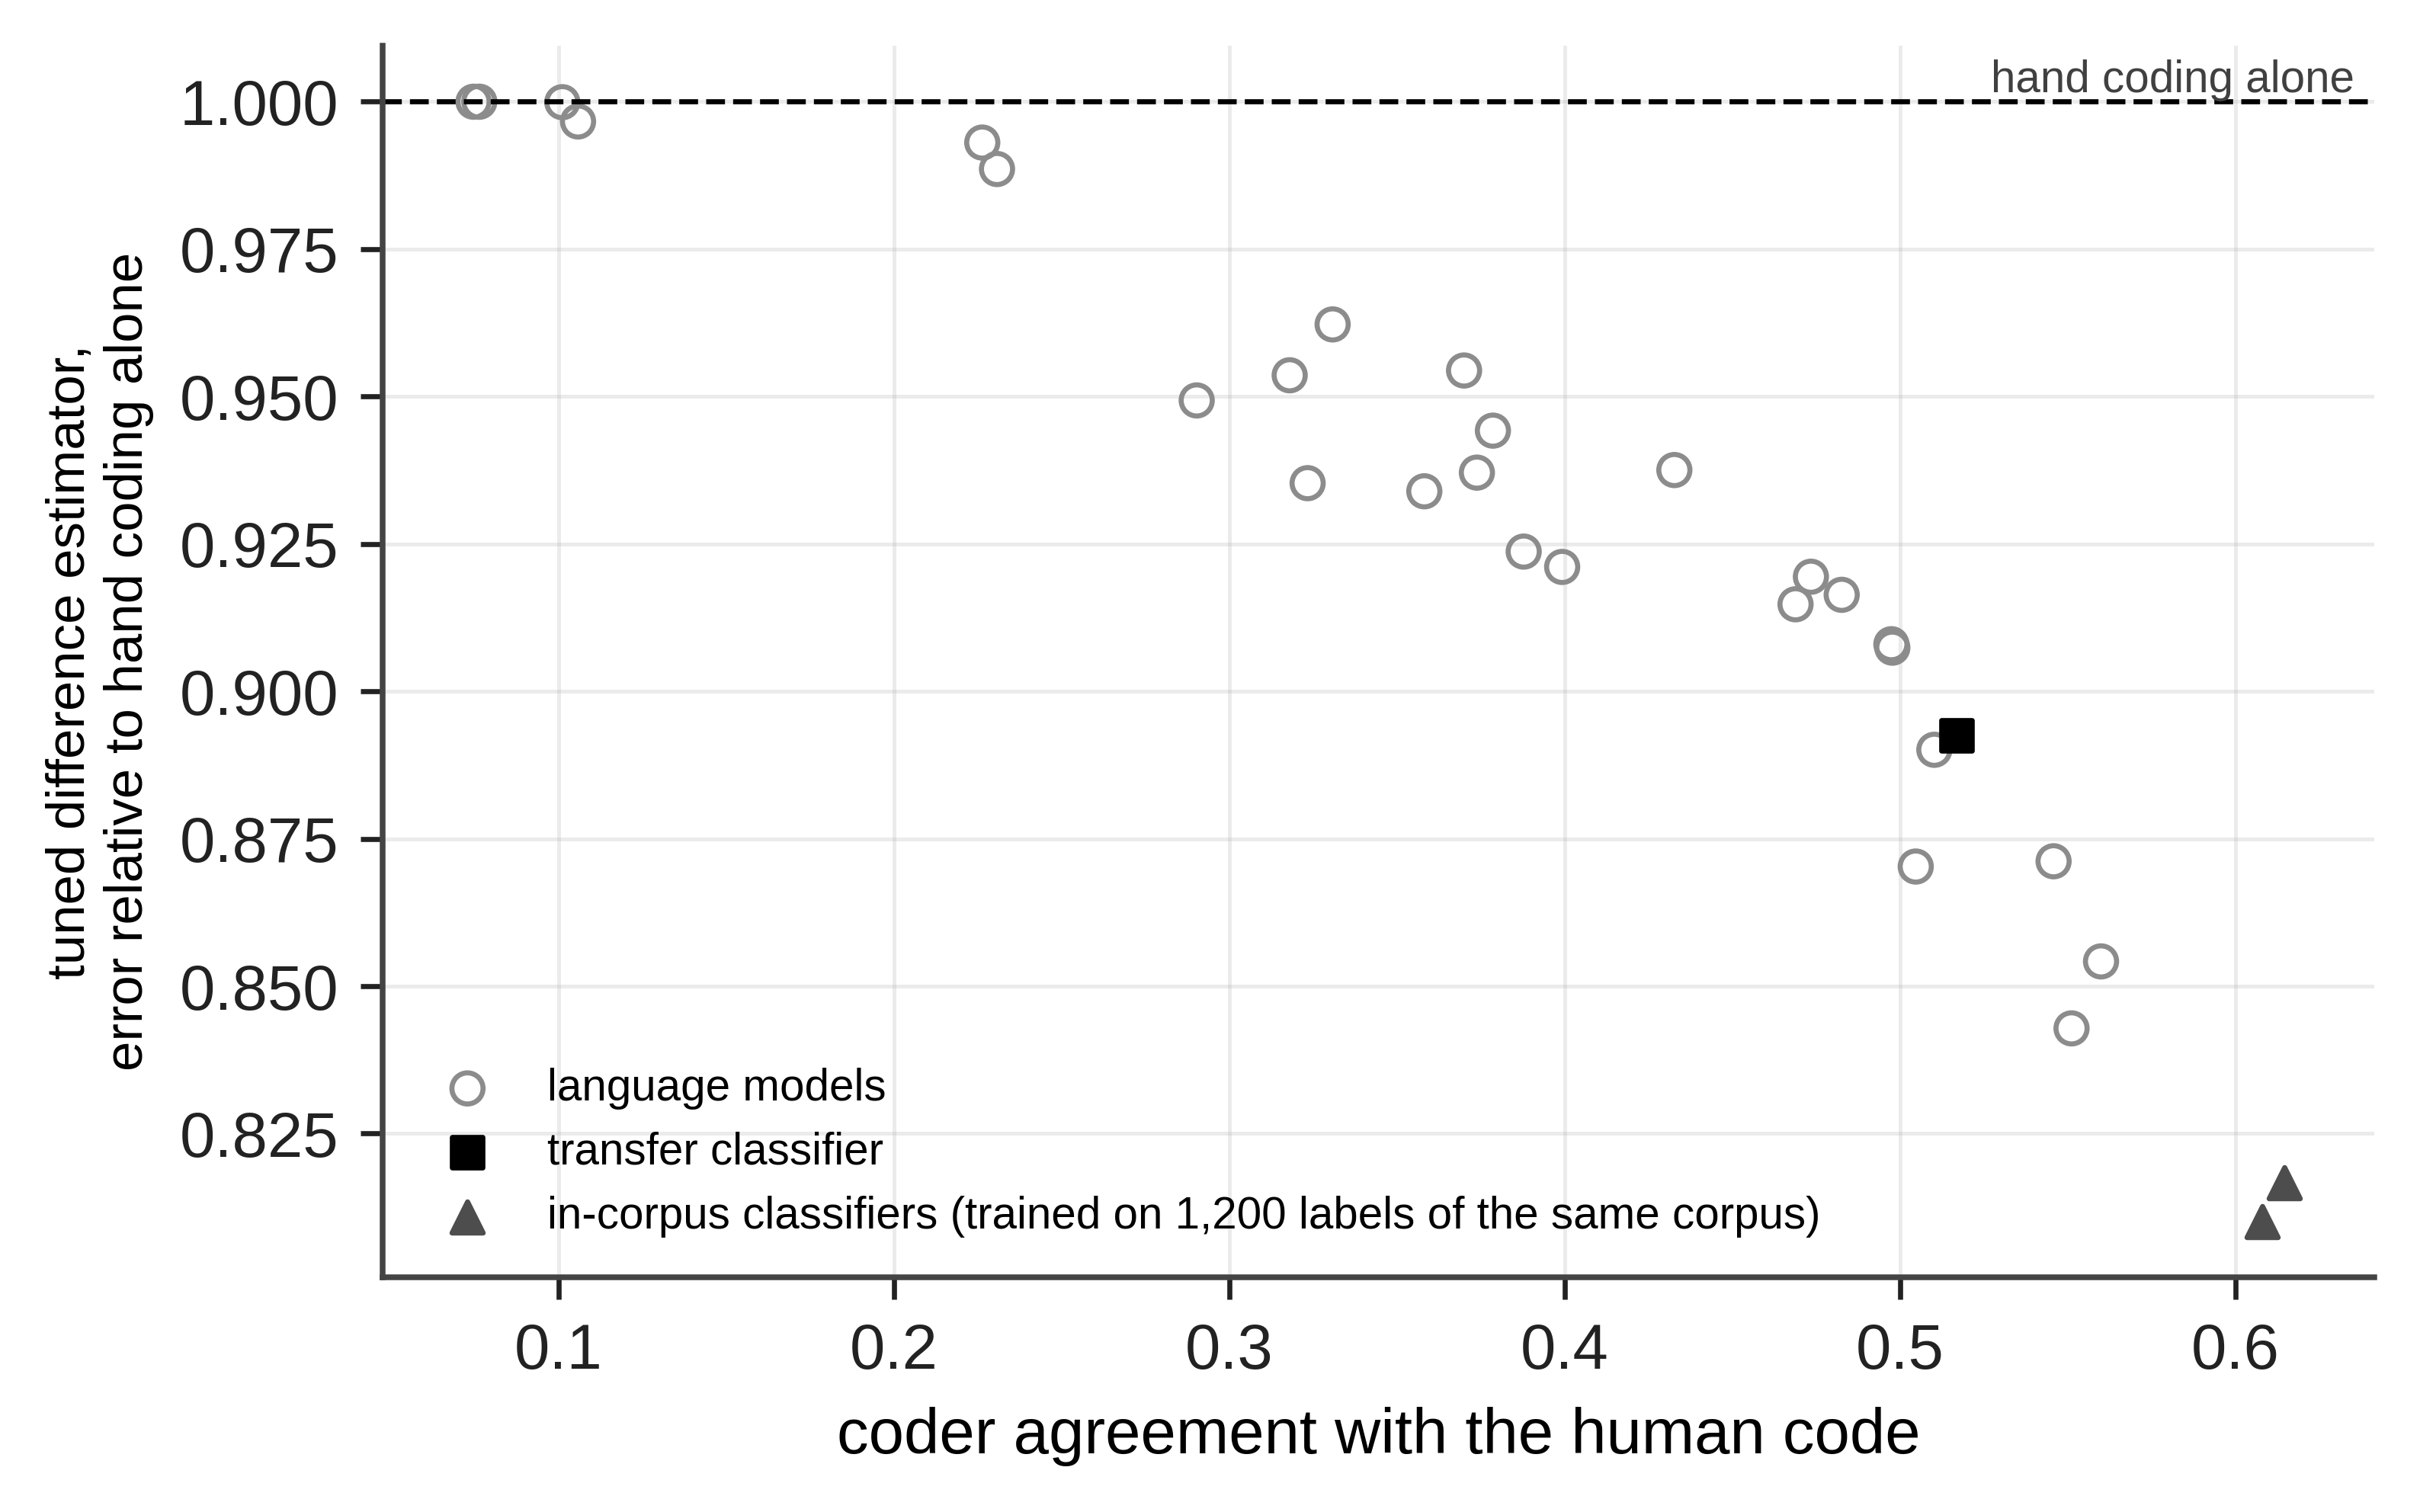 hand coding alone
1.000
0.975
0.950
0.925
0.900
0.875
0.850
0.825
tuned difference estimator,
error relative to hand coding alone
language models
transfer classifier
in-corpus classifiers (trained on 1,200 labels of the same corpus)
0.1 0.2 0.3 0.4 0.5 0.6
coder agreement with the human code